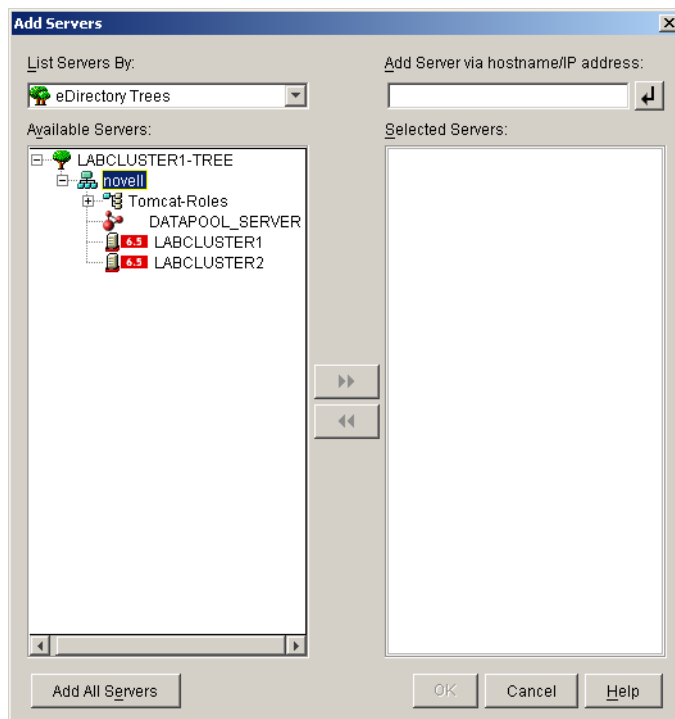 Add Servers
List Servers By:
eDirectory Trees
Add Server via hostname/IP address:
Available Servers:
Selected Servers:
LABCLUSTER1-TREE
novell
Tomcat-Roles
DATAPOOL_SERVER
6.5 LABCLUSTER1
6.5 LABCLUSTER2
Add All Servers
OK
Cancel
Help